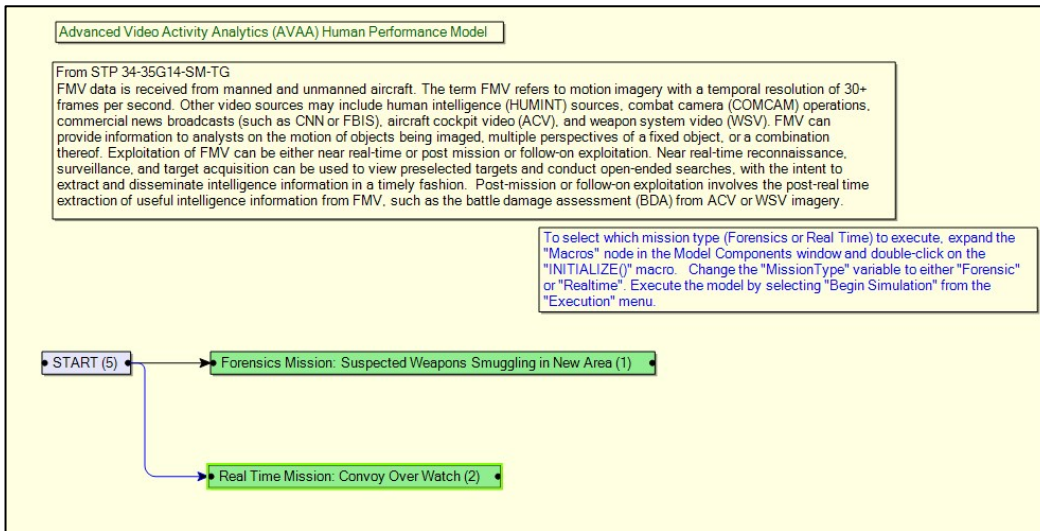 Advanced Video Activity Analytics (AVAA) Human Performance Model
From STP 34-35G14-SM-TG
FMV data is received from manned and unmanned aircraft. The term FMV refers to motion imagery with a temporal resolution of 30+
frames per second. Other video sources may include human intelligence (HUMINT) sources, combat camera (COMCAM) operations,
commercial news broadcasts (such as CNN or FBIS), aircraft cockpit video (ACV), and weapon system video (WSV). FMV can
provide information to analysts on the motion of objects being imaged, multiple perspectives of a fixed object, or a combination
thereof. Exploitation of FMV can be either near real-time or post mission or follow-on exploitation. Near real-time reconnaissance,
surveillance, and target acquisition can be used to view preselected targets and conduct open-ended searches, with the intent to
extract and disseminate intelligence information in a timely fashion. Post-mission or follow-on exploitation involves the post-real time
extraction of useful intelligence information from FMV, such as the battle damage assessment (BDA) from ACV or WSV imagery.
To select which mission type (Forensics or Real Time) to execute, expand the
"Macros" node in the Model Components window and double-click on the
"INITIALIZE()" macro. Change the "MissionType" variable to either "Forensic"
or "Realtime". Execute the model by selecting "Begin Simulation" from the
"Execution" menu.
START (5)
Forensics Mission: Suspected Weapons Smuggling in New Area (1)
Real Time Mission: Convoy Over Watch (2)